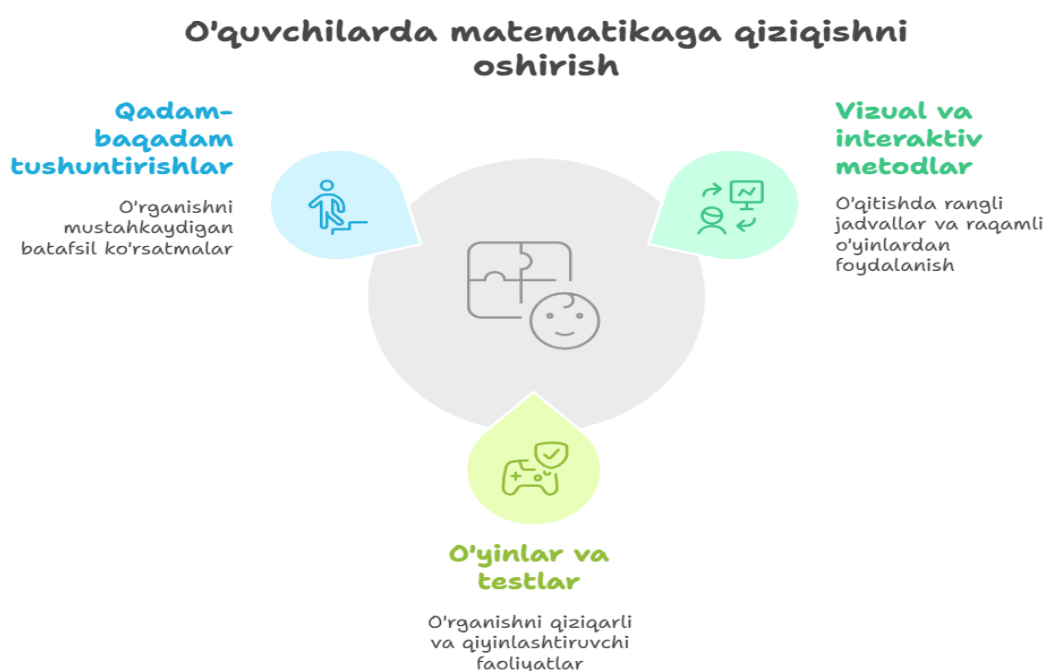 O'quvchilarda matematikaga qiziqishni
oshirish
Qadam-
baqadam
tushuntirishlar
O'rganishni
mustahkaydigan
batafsil ko'rsatmalar
Vizual va
interaktiv
metodlar
O'qitishda rangli
jadvallar va raqamli
o'yinlardan
foydalanish
O'yinlar va
testlar
O'rganishni qiziqarli
va qiyinlashtiruvchi
faoliyatlar